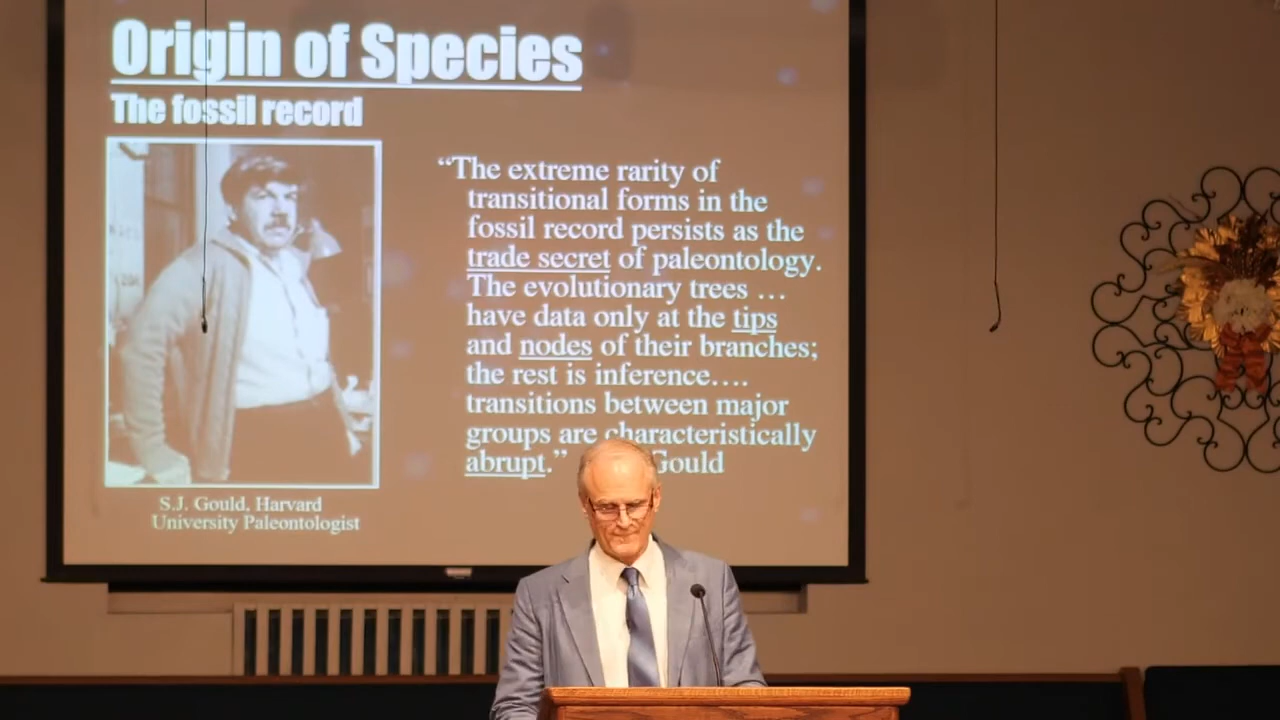 Origin of Species
The fossil record
“The extreme rarity of
transitional forms in the
fossil record persists as the
trade secret of paleontology.
The evolutionary trees …
have data only at the tips
and nodes of their branches;
the rest is inference….
transitions between major
groups are characteristically
abrupt.” Gould
S.J. Gould, Harvard
University Paleontologist